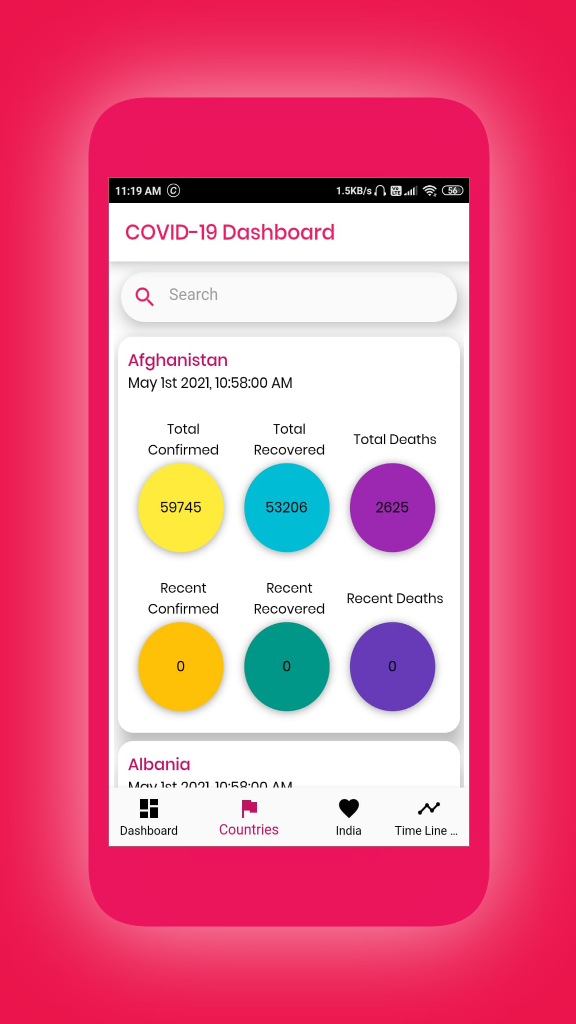 11:19 AM
1.5KB/s
56
COVID-19 Dashboard
Search
Afghanistan
May 1st 2021, 10:58:00 AM
Total
Confirmed
Total
Recovered
Total Deaths
59745
53206
2625
Recent
Confirmed
Recent
Recovered
Recent Deaths
0
0
0
Albania
May 1st 2021, 10:58:00 AM
Dashboard
Countries
India
Time Line ...